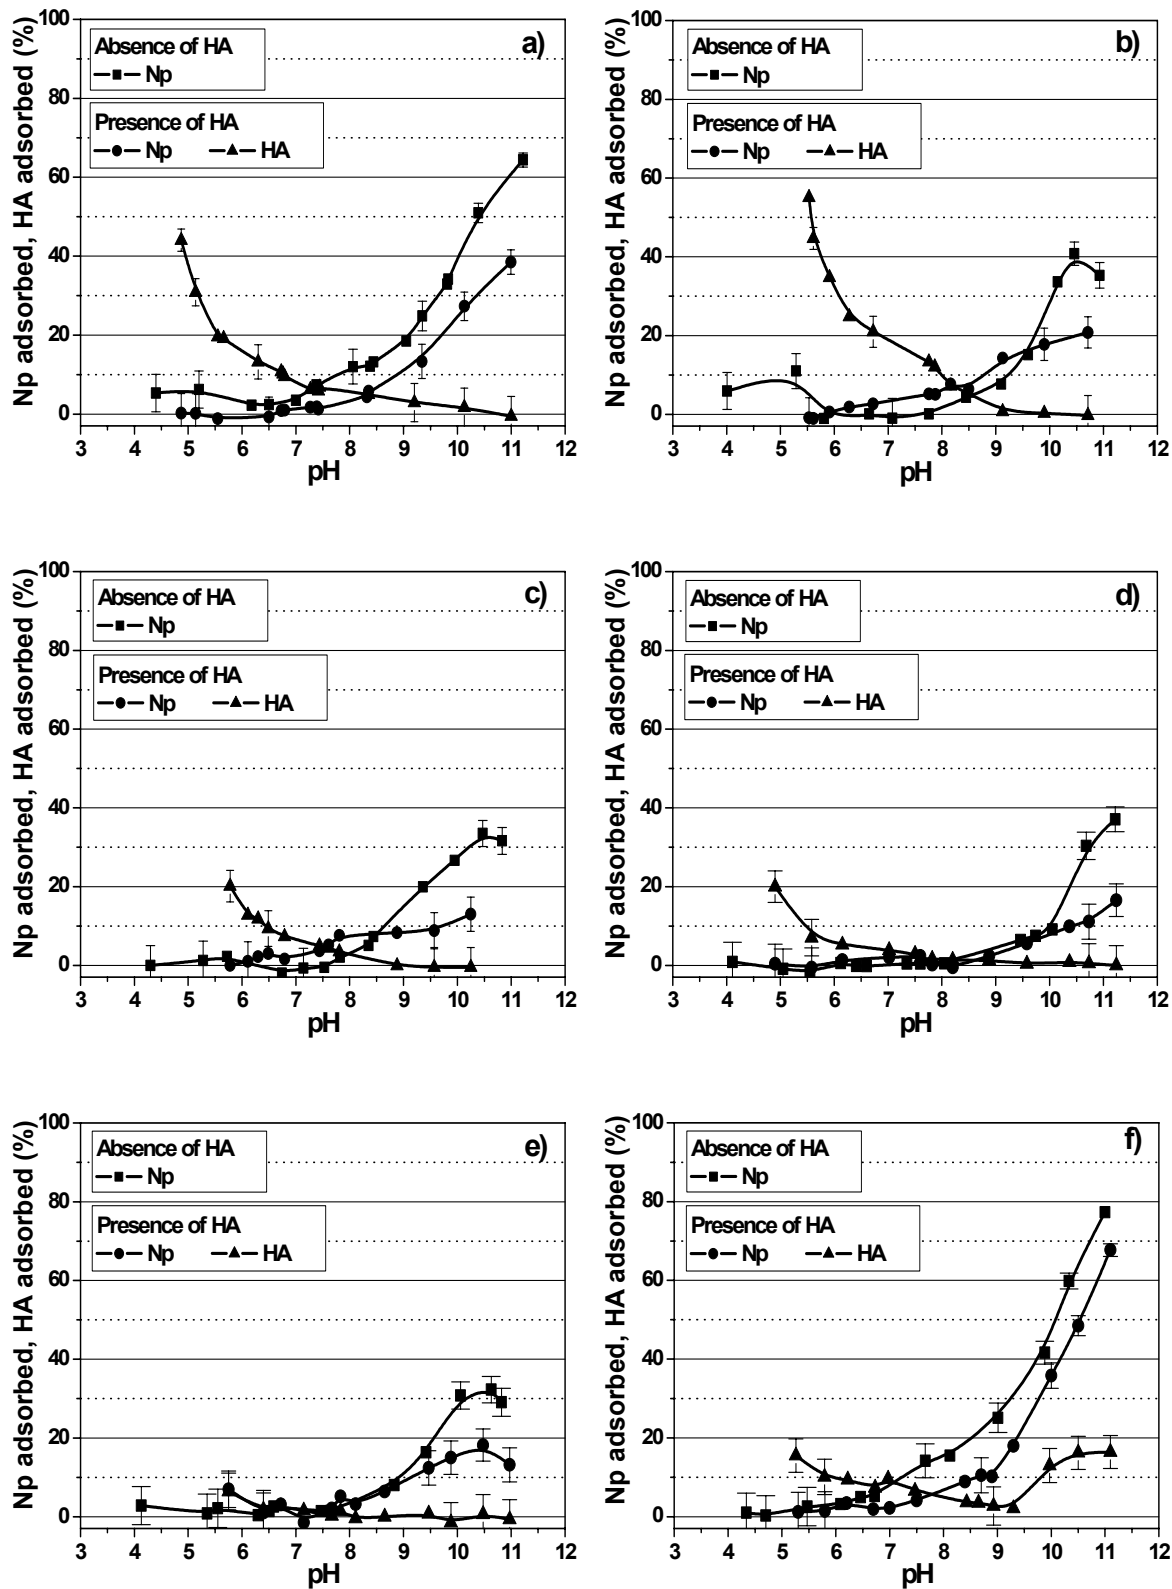 a)
Np adsorbed, HA adsorbed (%)
100
80
60
40
20
0
Absence of HA
Np
Presence of HA
Np HA
3 4 5 6 7 8 9 10 11 12
pH
b)
Np adsorbed, HA adsorbed (%)
100
80
60
40
20
0
Absence of HA
Np
Presence of HA
Np HA
3 4 5 6 7 8 9 10 11 12
pH
c)
Np adsorbed, HA adsorbed (%)
100
80
60
40
20
0
Absence of HA
Np
Presence of HA
Np HA
3 4 5 6 7 8 9 10 11 12
pH
d)
Np adsorbed, HA adsorbed (%)
100
80
60
40
20
0
Absence of HA
Np
Presence of HA
Np HA
3 4 5 6 7 8 9 10 11 12
pH
e)
Np adsorbed, HA adsorbed (%)
100
80
60
40
20
0
Absence of HA
Np
Presence of HA
Np HA
3 4 5 6 7 8 9 10 11 12
pH
f)
Np adsorbed, HA adsorbed (%)
100
80
60
40
20
0
Absence of HA
Np
Presence of HA
Np HA
3 4 5 6 7 8 9 10 11 12
pH